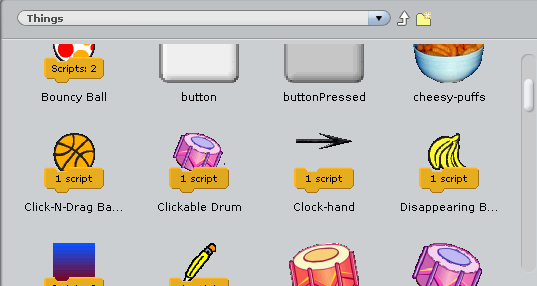 Things
Scripts: 2
Bouncy Ball
button
buttonPressed
cheesy-puffs
1 script
1 script
1 script
1 script
Click-N-Drag Ba...
Clickable Drum
Clock-hand
Disappearing B...